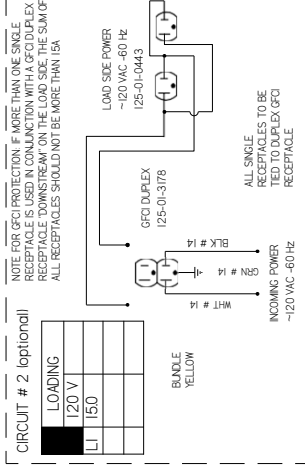 CIRCUIT # 2 (optional)
NOTE: FOR GFCI PROTECTION: IF MORE THAN ONE SINGLE
RECEPTACLE IS USED IN CONJUNCTION WITH A GFCI DUPLEX
RECEPTACLE "DOWNSTREAM" ON THE LOAD SIDE, THE SUM OF
ALL RECEPTACLES SHOULD NOT BE MORE THAN 15A
LOADING
120 V
L1 15.0
LOAD SIDE POWER
~120 VAC -60 Hz
125-01-0443
GFCI DUPLEX
125-01-3178
BUNDLE
YELLOW
WHT # 14
GRN # 14
BLK # 14
INCOMING POWER
~120 VAC -60 Hz
ALL SINGLE
RECEPTACLES TO BE
TIED TO DUPLEX GFCI
RECEPTACLE